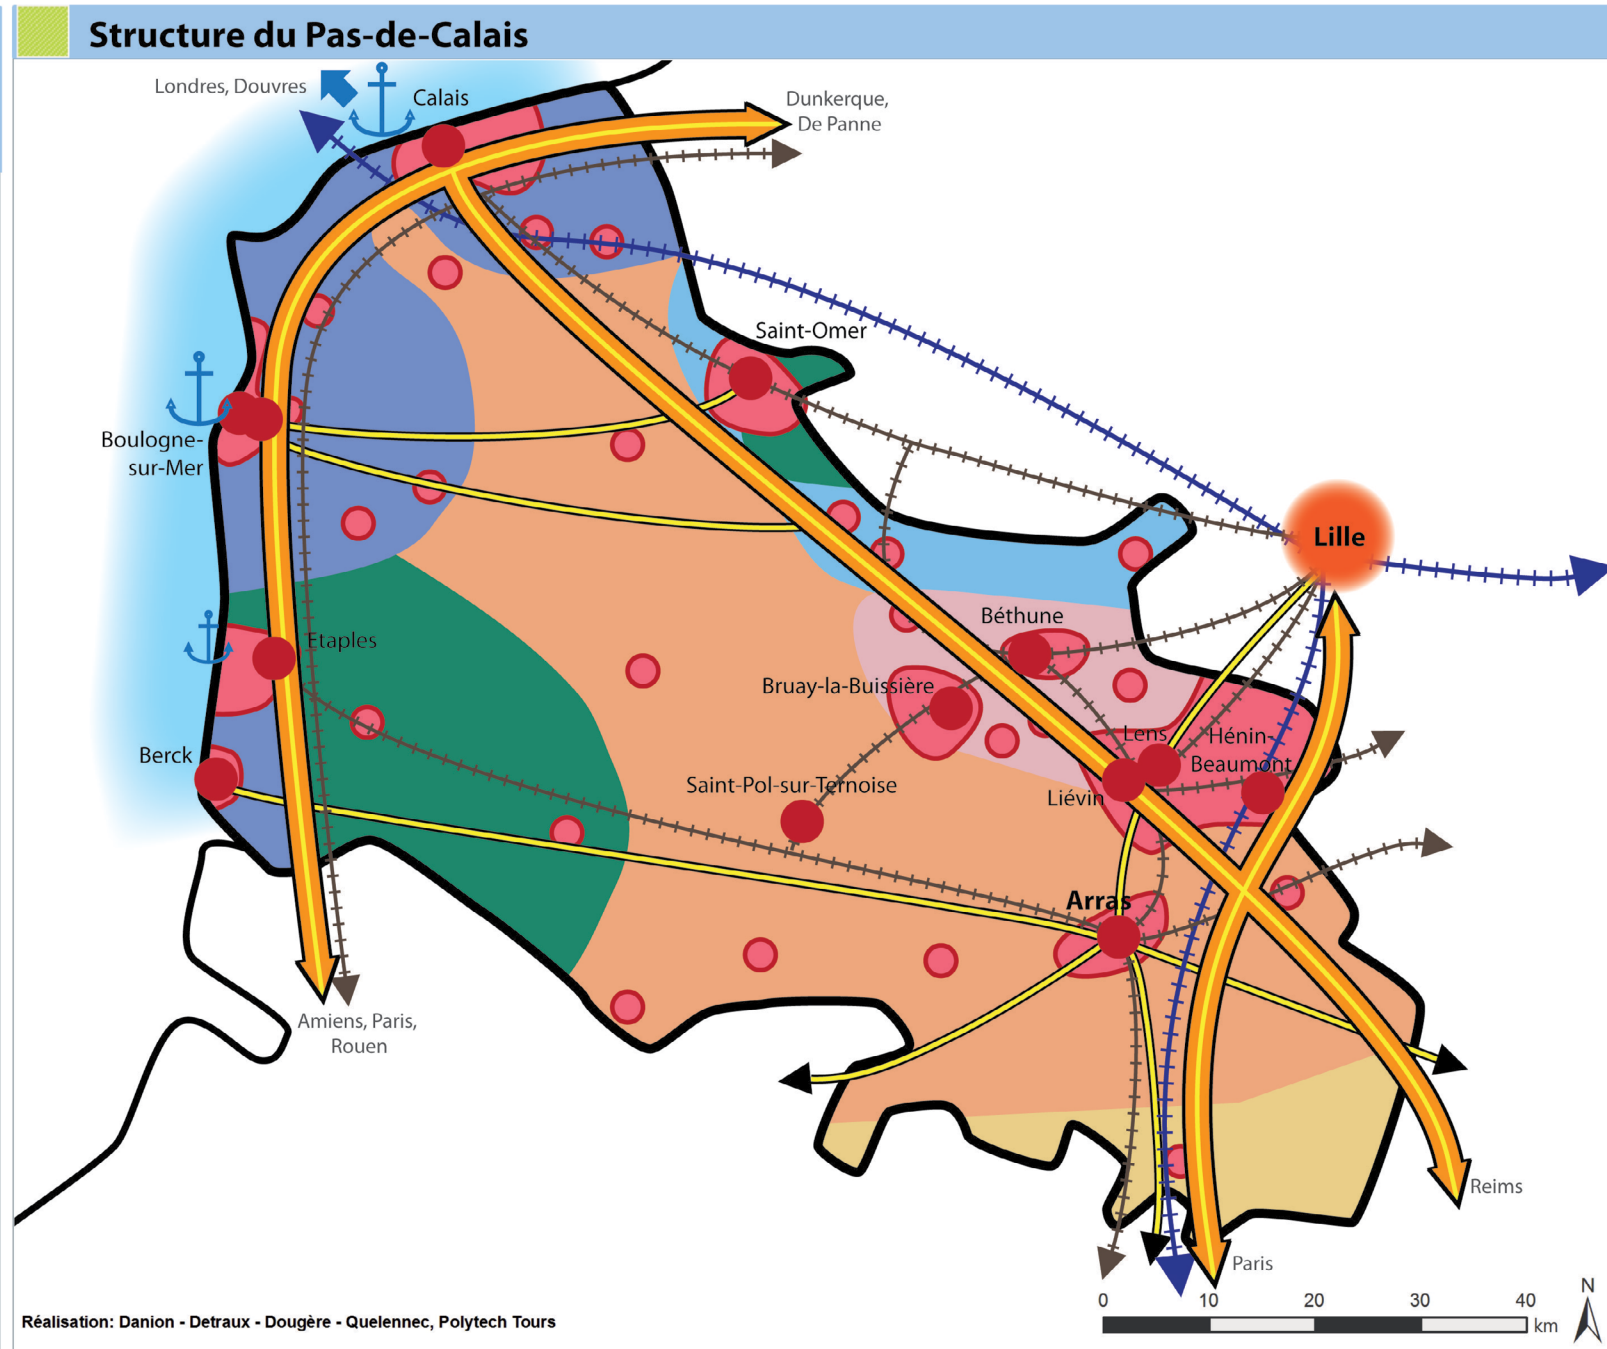 Structure du Pas-de-Calais
Londres, Douvres
Calais
Dunkerque,
De Panne
Saint-Omer
Boulogne-
sur-Mer
Lille
Béthune
Etaples
Bruay-la-Buissière
Lens
Hénin-
Beaumont
Berck
Saint-Pol-sur-Ternoise
Liévin
Arras
Amiens, Paris,
Rouen
Reims
Paris
0 10 20 30 40
km
N
Réalisation: Danion - Detraux - Dougère - Quelennec, Polytech Tours